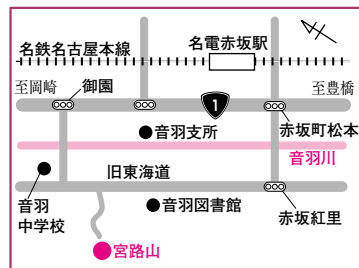 名鉄名古屋本線
名電赤坂駅
至岡崎
御園
至豊橋
1
音羽支所
赤坂町松本
音羽川
旧東海道
音羽
中学校
音羽図書館
赤坂紅里
宮路山